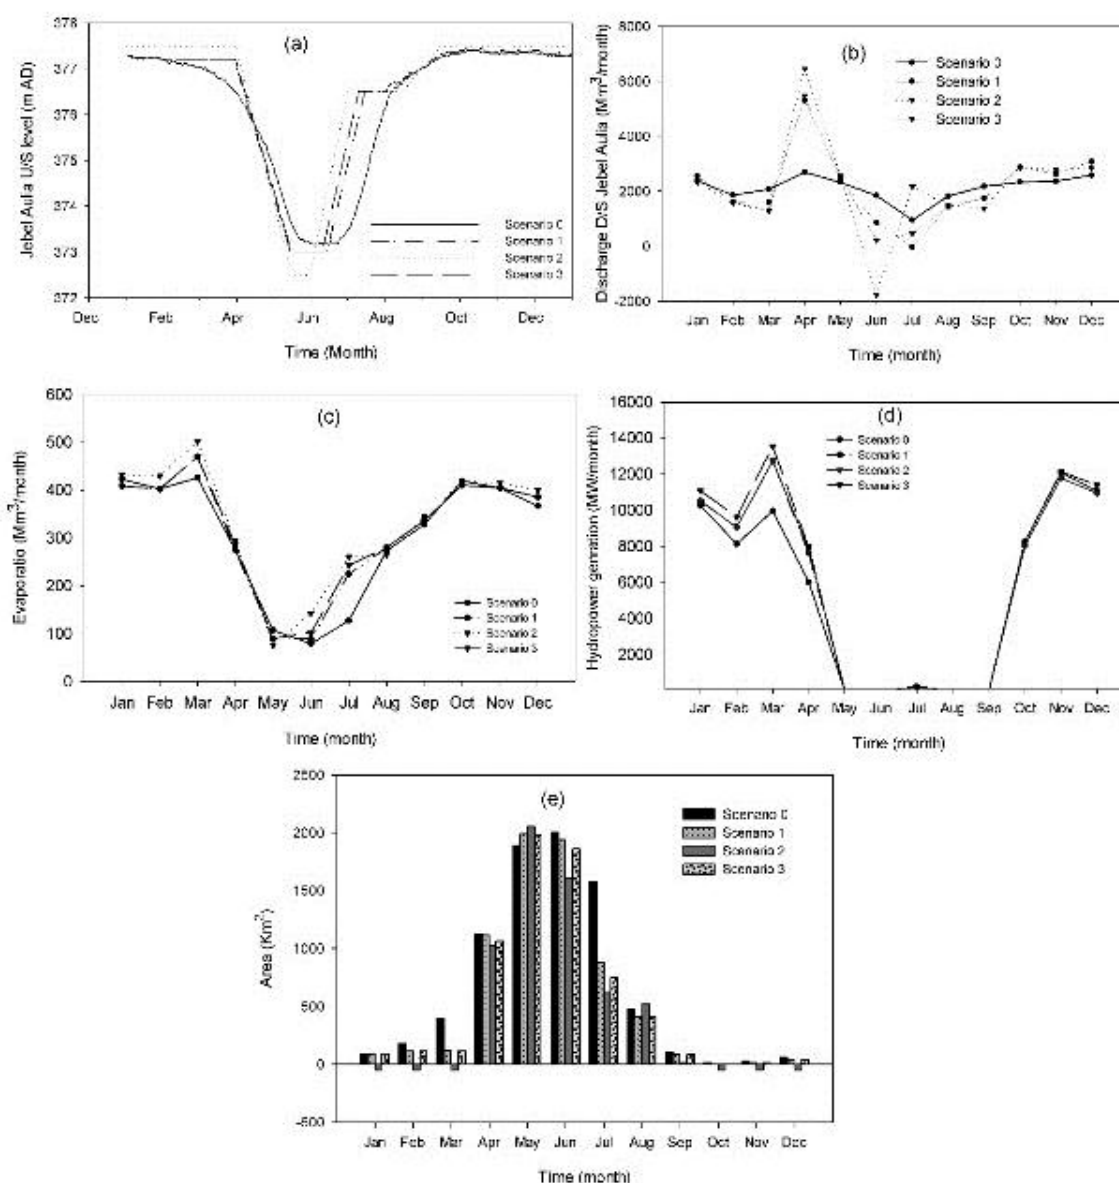 378
377
376
375
374
373
372
Jebel Aulia U/S level (m AD)
(a)
Scenario 0
Scenario 1
Scenario 2
Scenario 3
Dec Feb Apr Jun Aug Oct Dec
Time (Month)
8000
6000
4000
2000
0
-2000
Discharge D/S Jebel Aulia (Mm³/month)
(b)
Scenario 0
Scenario 1
Scenario 2
Scenario 3
Jan Feb Mar Apr May Jun Jul Aug Sep Oct Nov Dec
Time (month)
600
500
400
300
200
100
0
Evaporatio (Mm³/month)
(c)
Scenario 0
Scenario 1
Scenario 2
Scenario 3
Jan Feb Mar Apr May Jun Jul Aug Sep Oct Nov Dec
Time (month)
16000
14000
12000
10000
8000
6000
4000
2000
Hydropower genration (MW/month)
(d)
Scenario 0
Scenario 1
Scenario 2
Scenario 3
Jan Feb Mar Apr May Jun Jul Aug Sep Oct Nov Dec
Time (month)
2500
2000
1500
1000
500
0
-500
Area (Km²)
(e)
Scenario 0
Scenario 1
Scenario 2
Scenario 3
Jan Feb Mar Apr May Jun Jul Aug Sep Oct Nov Dec
Time (month)